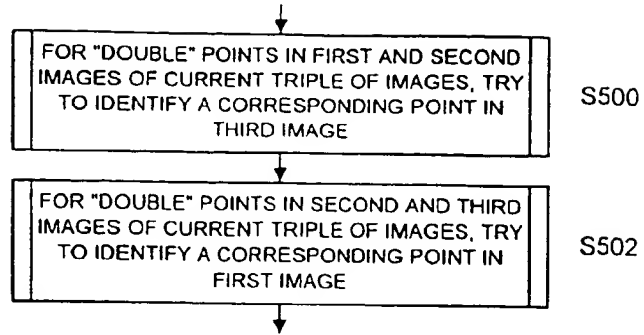 FOR "DOUBLE" POINTS IN FIRST AND SECOND
IMAGES OF CURRENT TRIPLE OF IMAGES, TRY
TO IDENTIFY A CORRESPONDING POINT IN
THIRD IMAGE
S500
FOR "DOUBLE" POINTS IN SECOND AND THIRD
IMAGES OF CURRENT TRIPLE OF IMAGES, TRY
TO IDENTIFY A CORRESPONDING POINT IN
FIRST IMAGE
S502